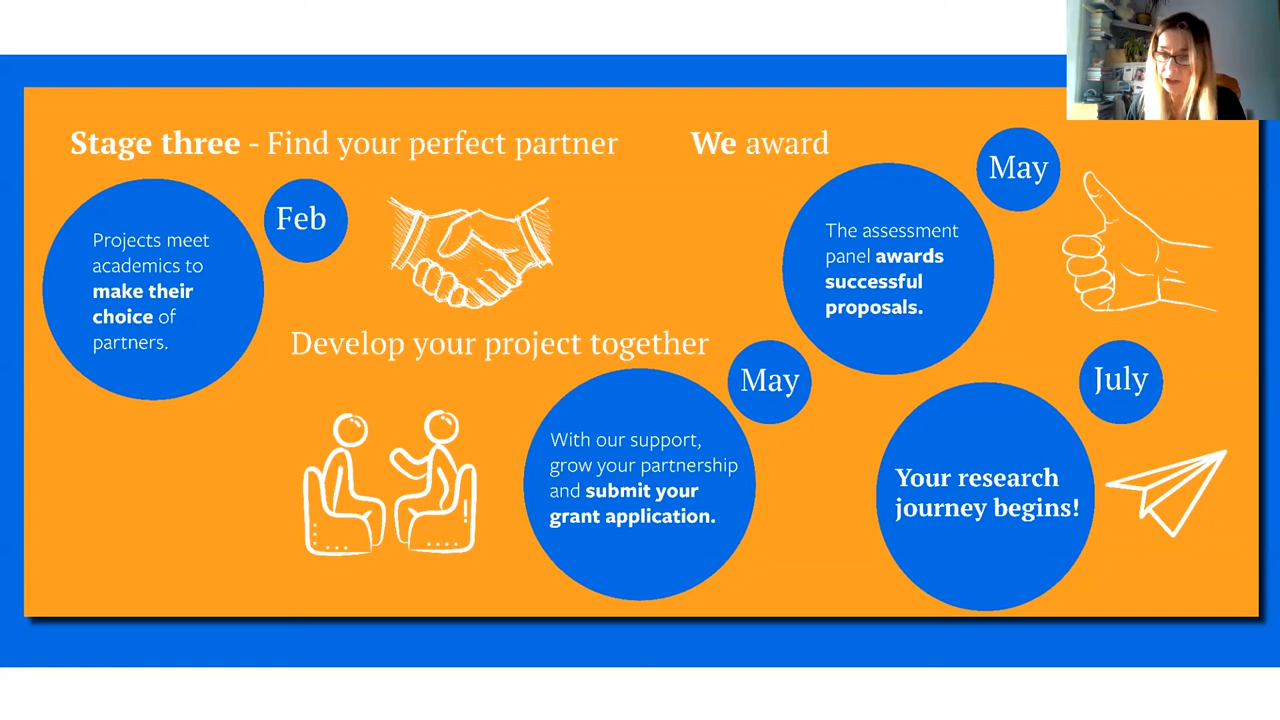 Stage three - Find your perfect partner
Projects meet
academics to
make their
choice of
partners.
Feb
Develop your project together
With our support,
grow your partnership
and submit your
grant application.
May
We award
The assessment
panel awards
successful
proposals.
May
Your research
journey begins!
July